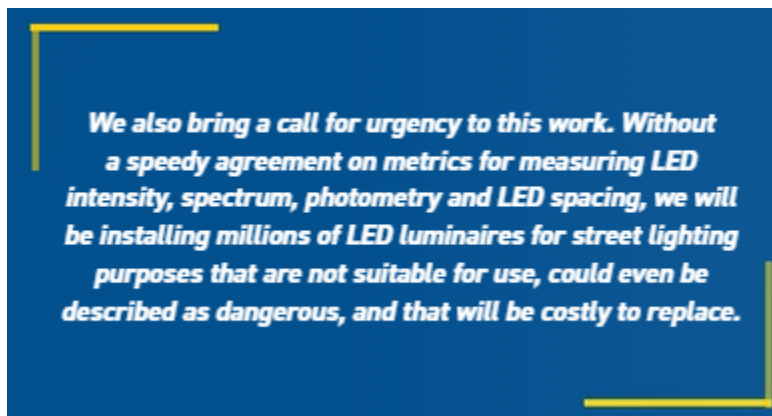 We also bring a call for urgency to this work. Without
a speedy agreement on metrics for measuring LED
intensity, spectrum, photometry and LED spacing, we will
be installing millions of LED luminaires for street lighting
purposes that are not suitable for use, could even be
described as dangerous, and that will be costly to replace.